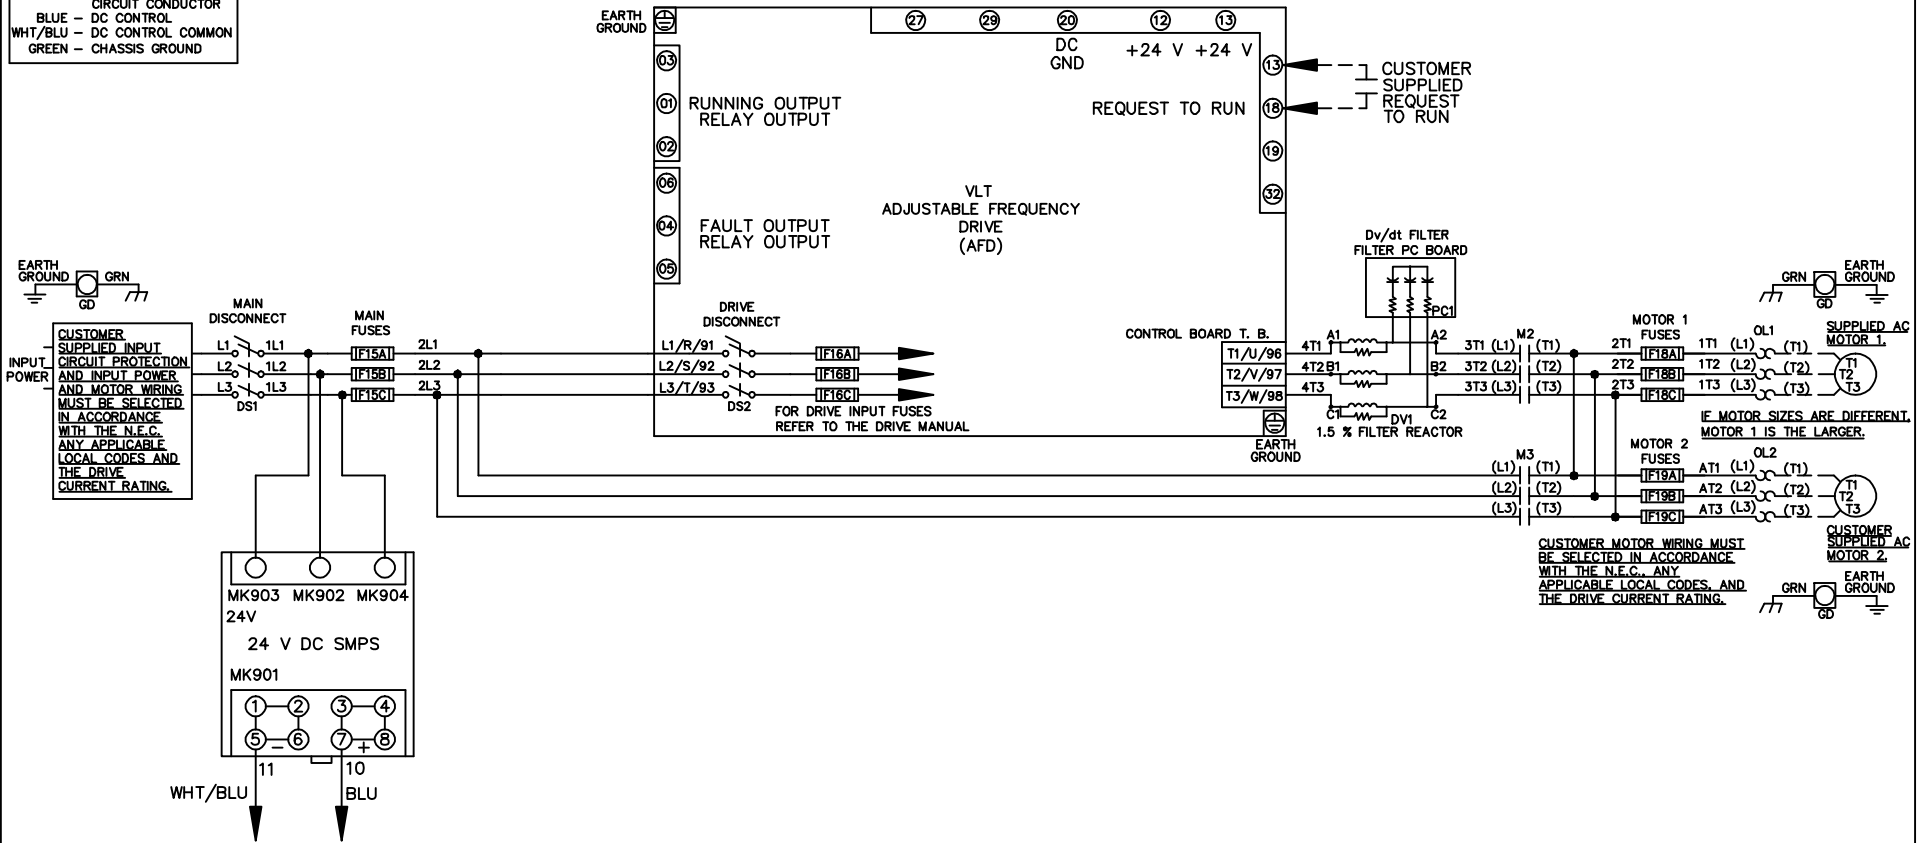 CIRCUIT CONDUCTOR
BLUE – DC CONTROL
WHT/BLU – DC CONTROL COMMON
GREEN – CHASSIS GROUND
EARTH
GROUND
27
29
20
12
13
DC
GND
+24 V
+24 V
03
01
02
RUNNING OUTPUT
RELAY OUTPUT
06
04
05
FAULT OUTPUT
RELAY OUTPUT
REQUEST TO RUN
13
18
19
32
CUSTOMER
SUPPLIED
REQUEST
TO RUN
VLT
ADJUSTABLE FREQUENCY
DRIVE
(AFD)
EARTH
GROUND
GRN
GD
INPUT
POWER
CUSTOMER
SUPPLIED INPUT
CIRCUIT PROTECTION
AND INPUT POWER
AND MOTOR WIRING
MUST BE SELECTED
IN ACCORDANCE
WITH THE N.E.C.
ANY APPLICABLE
LOCAL CODES AND
THE DRIVE
CURRENT RATING.
MAIN
DISCONNECT
L1
1L1
L2
1L2
L3
1L3
DS1
MAIN
FUSES
F15A
F15B
F15C
2L1
2L2
2L3
DRIVE
DISCONNECT
L1/R/91
L2/S/92
L3/T/93
DS2
F16A
F16B
F16C
FOR DRIVE INPUT FUSES
REFER TO THE DRIVE MANUAL
CONTROL BOARD T. B.
T1/U/96
T2/V/97
T3/W/98
EARTH
GROUND
Dv/dt FILTER
FILTER PC BOARD
PC1
4T1
A1
A2
4T2
B1
B2
4T3
C1
C2
DV1
1.5 % FILTER REACTOR
M2
3T1 (L1) (T1)
3T2 (L2) (T2)
3T3 (L3) (T3)
MOTOR 1
FUSES
2T1
F18A
1T1 (L1)
2T2
F18B
1T2 (L2)
2T3
F18C
1T3 (L3)
OL1
(T1)
(T2)
(T3)
T1
T2
T3
GRN
GD
EARTH
GROUND
SUPPLIED AC
MOTOR 1.
IF MOTOR SIZES ARE DIFFERENT,
MOTOR 1 IS THE LARGER.
M3
(L1) (T1)
(L2) (T2)
(L3) (T3)
MOTOR 2
FUSES
F19A
AT1 (L1)
F19B
AT2 (L2)
F19C
AT3 (L3)
OL2
(T1)
(T2)
(T3)
T1
T2
T3
CUSTOMER
SUPPLIED AC
MOTOR 2.
CUSTOMER MOTOR WIRING MUST
BE SELECTED IN ACCORDANCE
WITH THE N.E.C., ANY
APPLICABLE LOCAL CODES, AND
THE DRIVE CURRENT RATING.
GRN
GD
EARTH
GROUND
MK903
MK902
MK904
24V
24 V DC SMPS
MK901
1
2
3
4
5
–
6
7
+
8
11
10
WHT/BLU
BLU